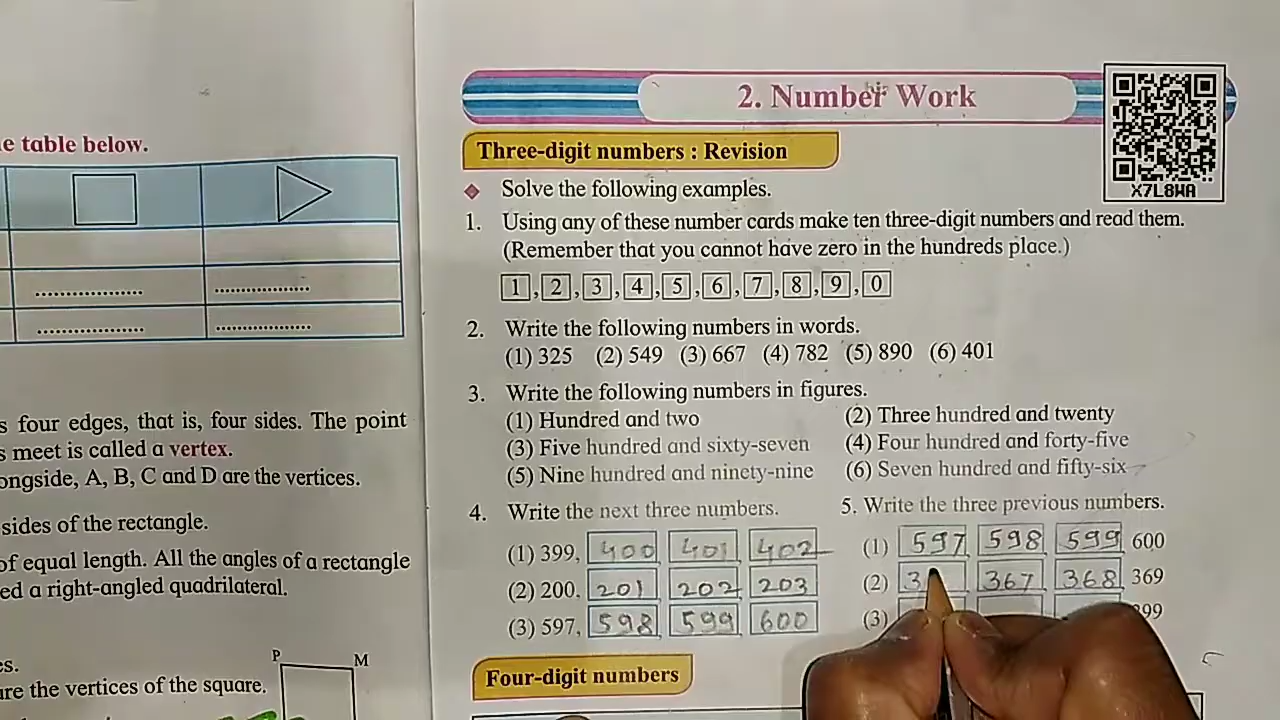 e table below.
s four edges, that is, four sides. The point
s meet is called a vertex.
ongside, A, B, C and D are the vertices.
sides of the rectangle.
of equal length. All the angles of a rectangle
ed a right-angled quadrilateral.
P M
es.
are the vertices of the square.
2. Number Work
X7L8WA
Three-digit numbers : Revision
Solve the following examples.
1. Using any of these number cards make ten three-digit numbers and read them.
(Remember that you cannot have zero in the hundreds place.)
1 , 2 , 3 , 4 , 5 , 6 , 7 , 8 , 9 , 0
2. Write the following numbers in words.
(1) 325 (2) 549 (3) 667 (4) 782 (5) 890 (6) 401
3. Write the following numbers in figures.
(1) Hundred and two (2) Three hundred and twenty
(3) Five hundred and sixty-seven (4) Four hundred and forty-five
(5) Nine hundred and ninety-nine (6) Seven hundred and fifty-six
4. Write the next three numbers.
(1) 399, 400 401 402
(2) 200, 201 202 203
(3) 597, 598 599 600
5. Write the three previous numbers.
(1) 597 598 599 600
(2) 3 367 368 369
(3) 99
Four-digit numbers